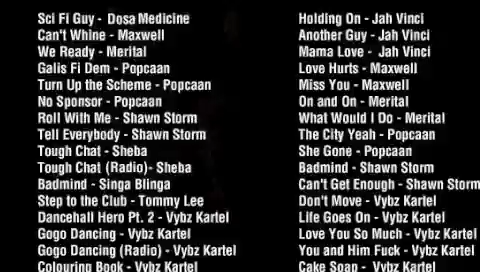 Sci Fi Guy - Dosa Medicine
Can't Whine - Maxwell
We Ready - Merital
Galis Fi Dem - Popcaan
Turn Up the Scheme - Popcaan
No Sponsor - Popcaan
Roll With Me - Shawn Storm
Tell Everybody - Shawn Storm
Tough Chat - Sheba
Tough Chat (Radio)- Sheba
Badmind - Singa Blinga
Step to the Club - Tommy Lee
Dancehall Hero Pt. 2 - Vybz Kartel
Gogo Dancing - Vybz Kartel
Gogo Dancing (Radio) - Vybz Kartel
Colouring Book - Vybz Kartel
Holding On - Jah Vinci
Another Guy - Jah Vinci
Mama Love - Jah Vinci
Love Hurts - Maxwell
Miss You - Maxwell
On and On - Merital
What Would I Do - Merital
The City Yeah - Popcaan
She Gone - Popcaan
Badmind - Shawn Storm
Can't Get Enough - Shawn Storm
Don't Move - Vybz Kartel
Life Goes On - Vybz Kartel
Love You So Much - Vybz Kartel
You and Him Fuck - Vybz Kartel
Cake Soap - Vybz Kartel